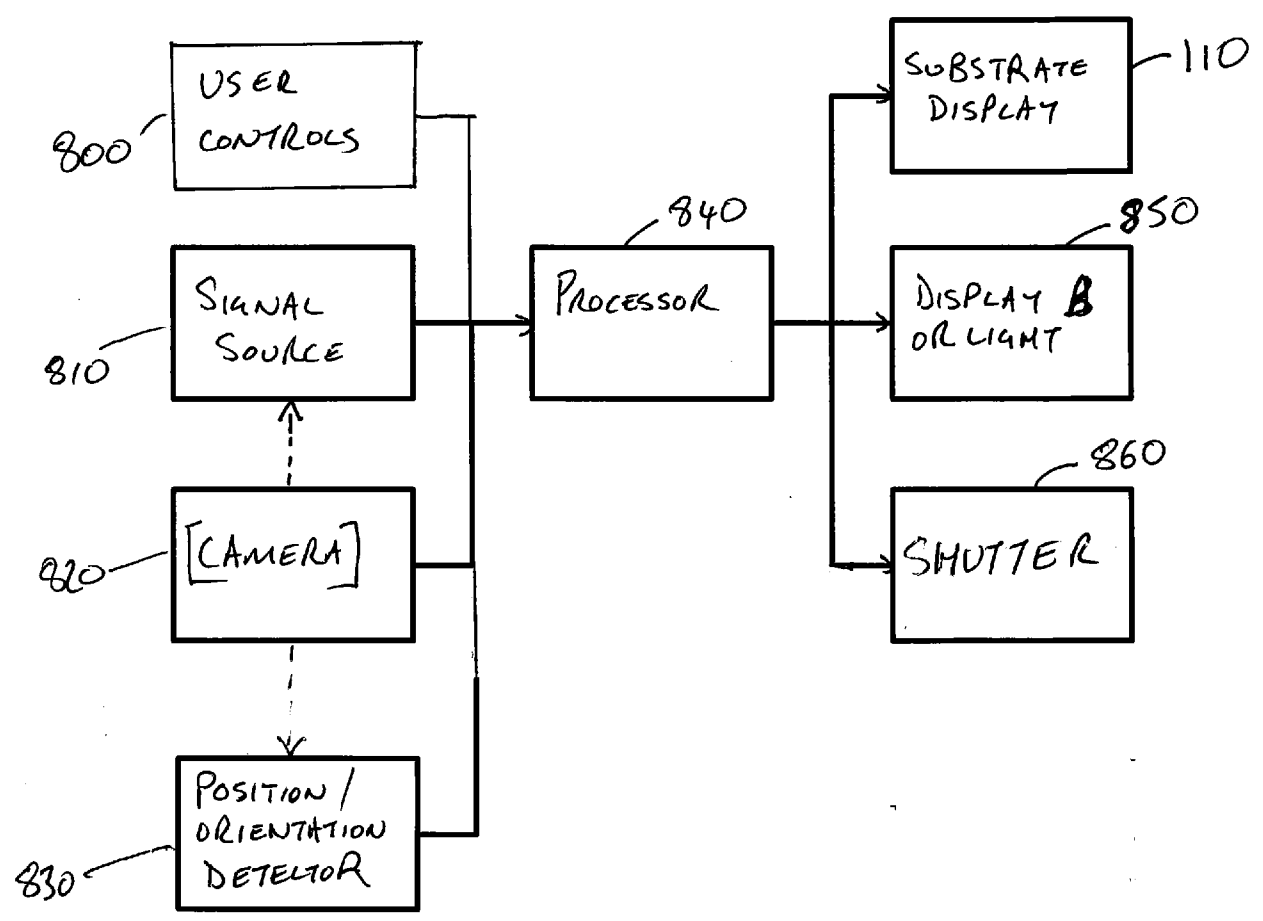 USER
CONTROLS
800
SIGNAL
SOURCE
810
[CAMERA]
820
POSITION /
ORIENTATION
DETECTOR
830
PROCESSOR
840
SUBSTRATE
DISPLAY
110
DISPLAY B
OR LIGHT
850
SHUTTER
860